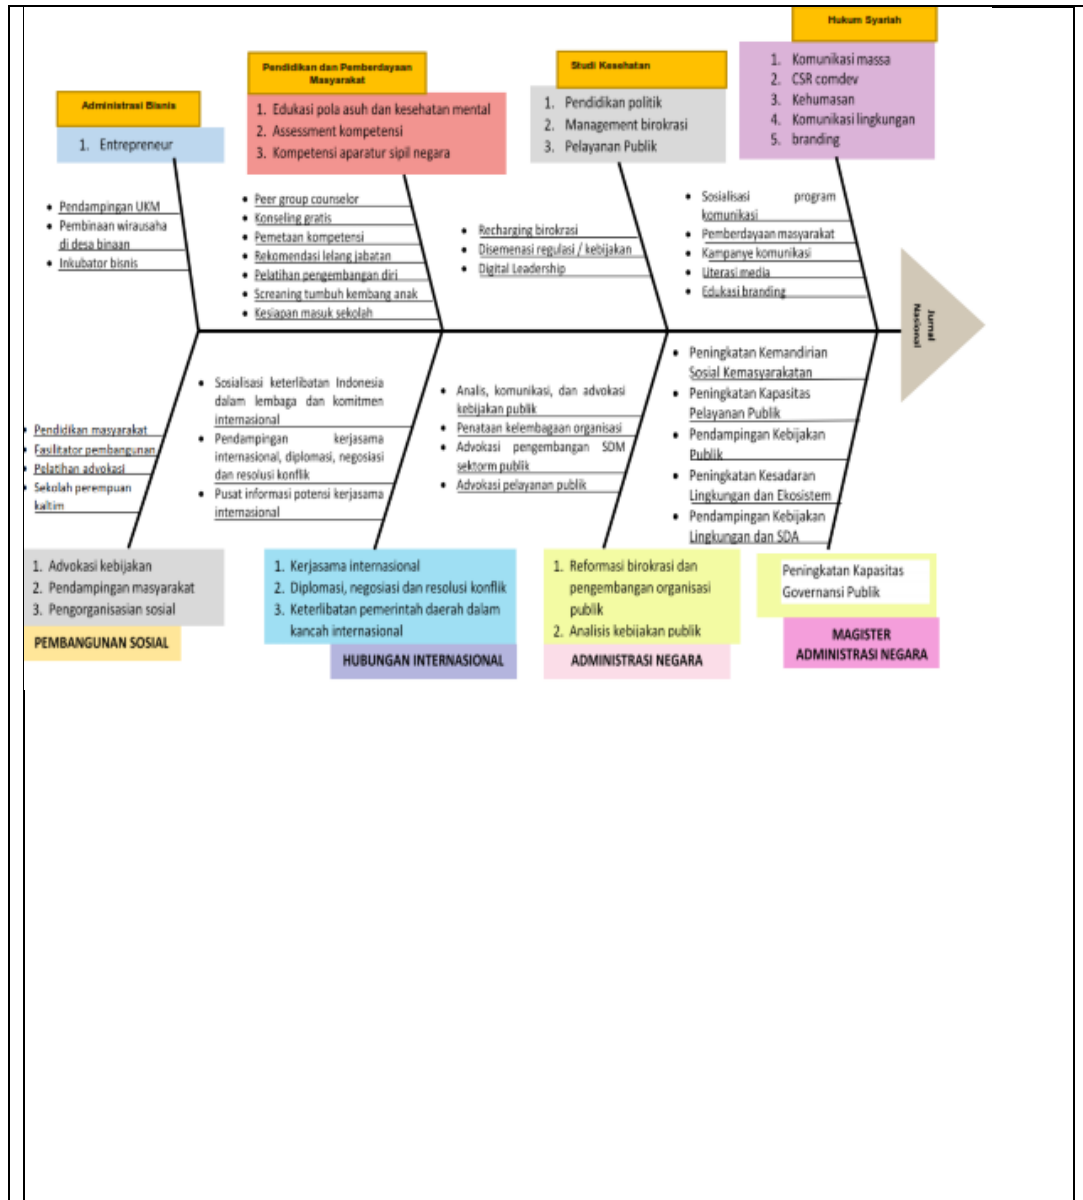 Administrasi Bisnis
1. Entrepreneur
• Pendampingan UKM
• Pembinaan wirausaha
di desa binaan
• Inkubator bisnis
Pendidikan dan Pemberdayaan
Masyarakat
1. Edukasi pola asuh dan kesehatan mental
2. Assessment kompetensi
3. Kompetensi aparatur sipil negara
• Peer group counselor
• Konseling gratis
• Pemetaan kompetensi
• Rekomendasi lelang jabatan
• Pelatihan pengembangan diri
• Screaning tumbuh kembang anak
• Kesiapan masuk sekolah
Studi Kesehatan
1. Pendidikan politik
2. Management birokrasi
3. Pelayanan Publik
• Recharging birokrasi
• Disemenasi regulasi / kebijakan
• Digital Leadership
Hukum Syariah
1. Komunikasi massa
2. CSR comdev
3. Kehumasan
4. Komunikasi lingkungan
5. branding
• Sosialisasi program
komunikasi
• Pemberdayaan masyarakat
• Kampanye komunikasi
• Literasi media
• Edukasi branding
Jurnal
Nasional
• Pendidikan masyarakat
• Fasilitator pembangunan
• Pelatihan advokasi
• Sekolah perempuan
kaltim
1. Advokasi kebijakan
2. Pendampingan masyarakat
3. Pengorganisasian sosial
PEMBANGUNAN SOSIAL
• Sosialisasi keterlibatan Indonesia
dalam lembaga dan komitmen
internasional
• Pendampingan kerjasama
internasional, diplomasi, negosiasi
dan resolusi konflik
• Pusat informasi potensi kerjasama
internasional
1. Kerjasama internasional
2. Diplomasi, negosiasi dan resolusi konflik
3. Keterlibatan pemerintah daerah dalam
kancah internasional
HUBUNGAN INTERNASIONAL
• Analis, komunikasi, dan advokasi
kebijakan publik
• Penataan kelembagaan organisasi
• Advokasi pengembangan SDM
sektorm publik
• Advokasi pelayanan publik
1. Reformasi birokrasi dan
pengembangan organisasi
publik
2. Analisis kebijakan publik
ADMINISTRASI NEGARA
• Peningkatan Kemandirian
Sosial Kemasyarakatan
• Peningkatan Kapasitas
Pelayanan Publik
• Pendampingan Kebijakan
Publik
• Peningkatan Kesadaran
Lingkungan dan Ekosistem
• Pendampingan Kebijakan
Lingkungan dan SDA
Peningkatan Kapasitas
Governansi Publik
MAGISTER
ADMINISTRASI NEGARA